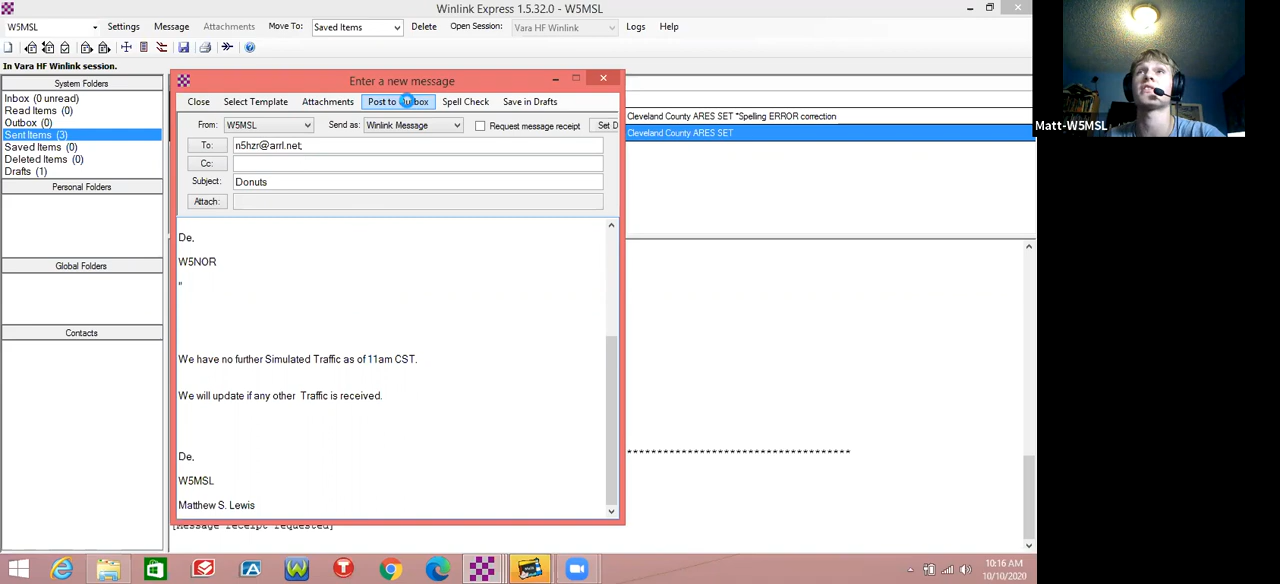 Winlink Express 1.5.32.0 - W5MSL
W5MSL Settings Message Attachments Move To: Saved Items Delete Open Session: Vara HF Winlink Logs Help
In Vara HF Winlink session.
System Folders
Inbox (0 unread)
Read Items (0)
Outbox (0)
Sent Items (3)
Saved Items (0)
Deleted Items (0)
Drafts (1)
Personal Folders
Global Folders
Contacts
Enter a new message
Close Select Template Attachments Post to Outbox Spell Check Save in Drafts
From: W5MSL Send as: Winlink Message Request message receipt Set D
To: n5hzr@arrl.net;
Cc:
Subject: Donuts
Attach:
De,
W5NOR
"
We have no further Simulated Traffic as of 11am CST.
We will update if any other Traffic is received.
De,
W5MSL
Matthew S. Lewis
Cleveland County ARES SET *Spelling ERROR correction
Cleveland County ARES SET
************************************
[Message receipt requested]
Matt-W5MSL
10:16 AM
10/10/2020